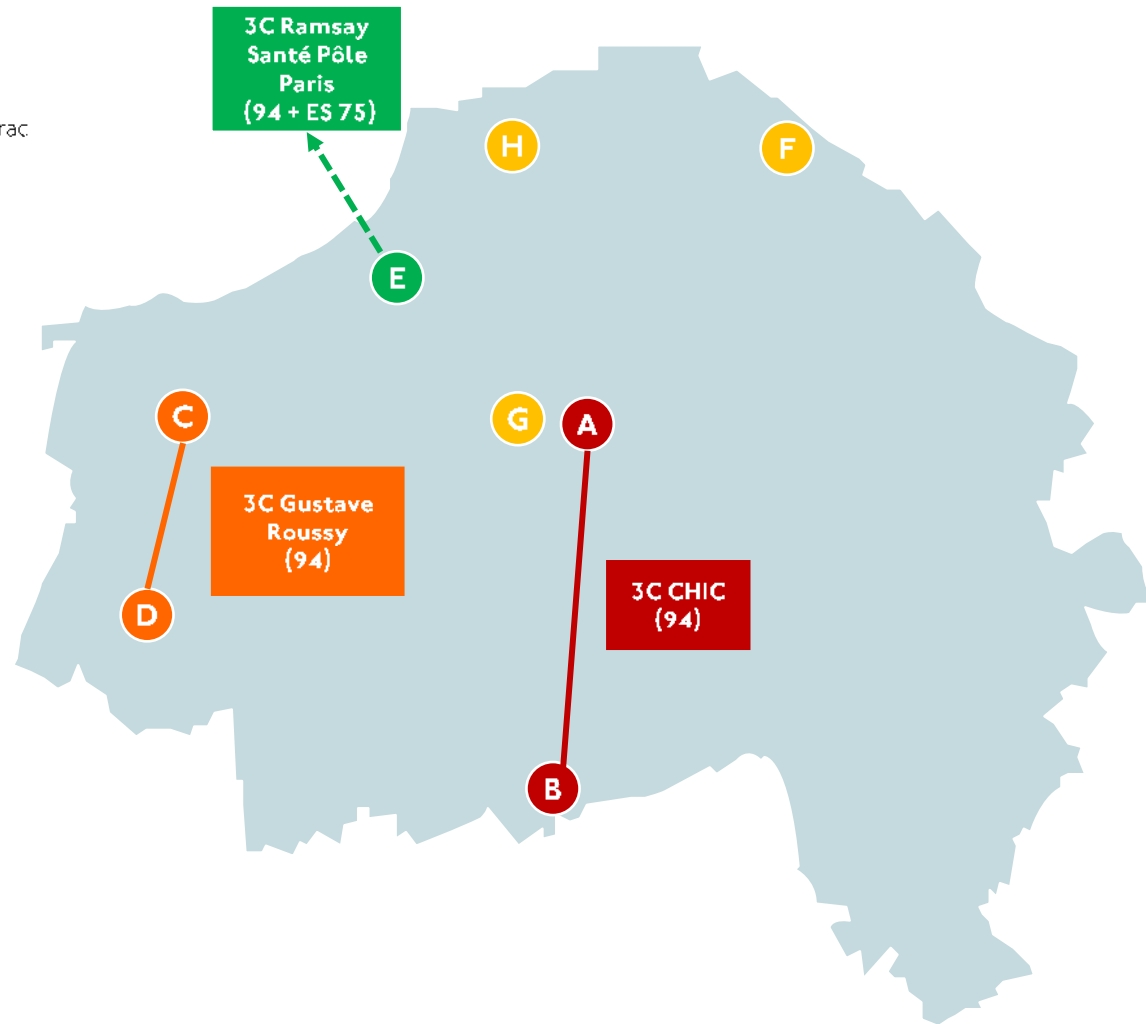 3C Ramsay
Santé Pôle
Paris
(94 + ES 75)
rac
H
F
E
C
G
A
3C Gustave
Roussy
(94)
3C CHIC
(94)
D
B